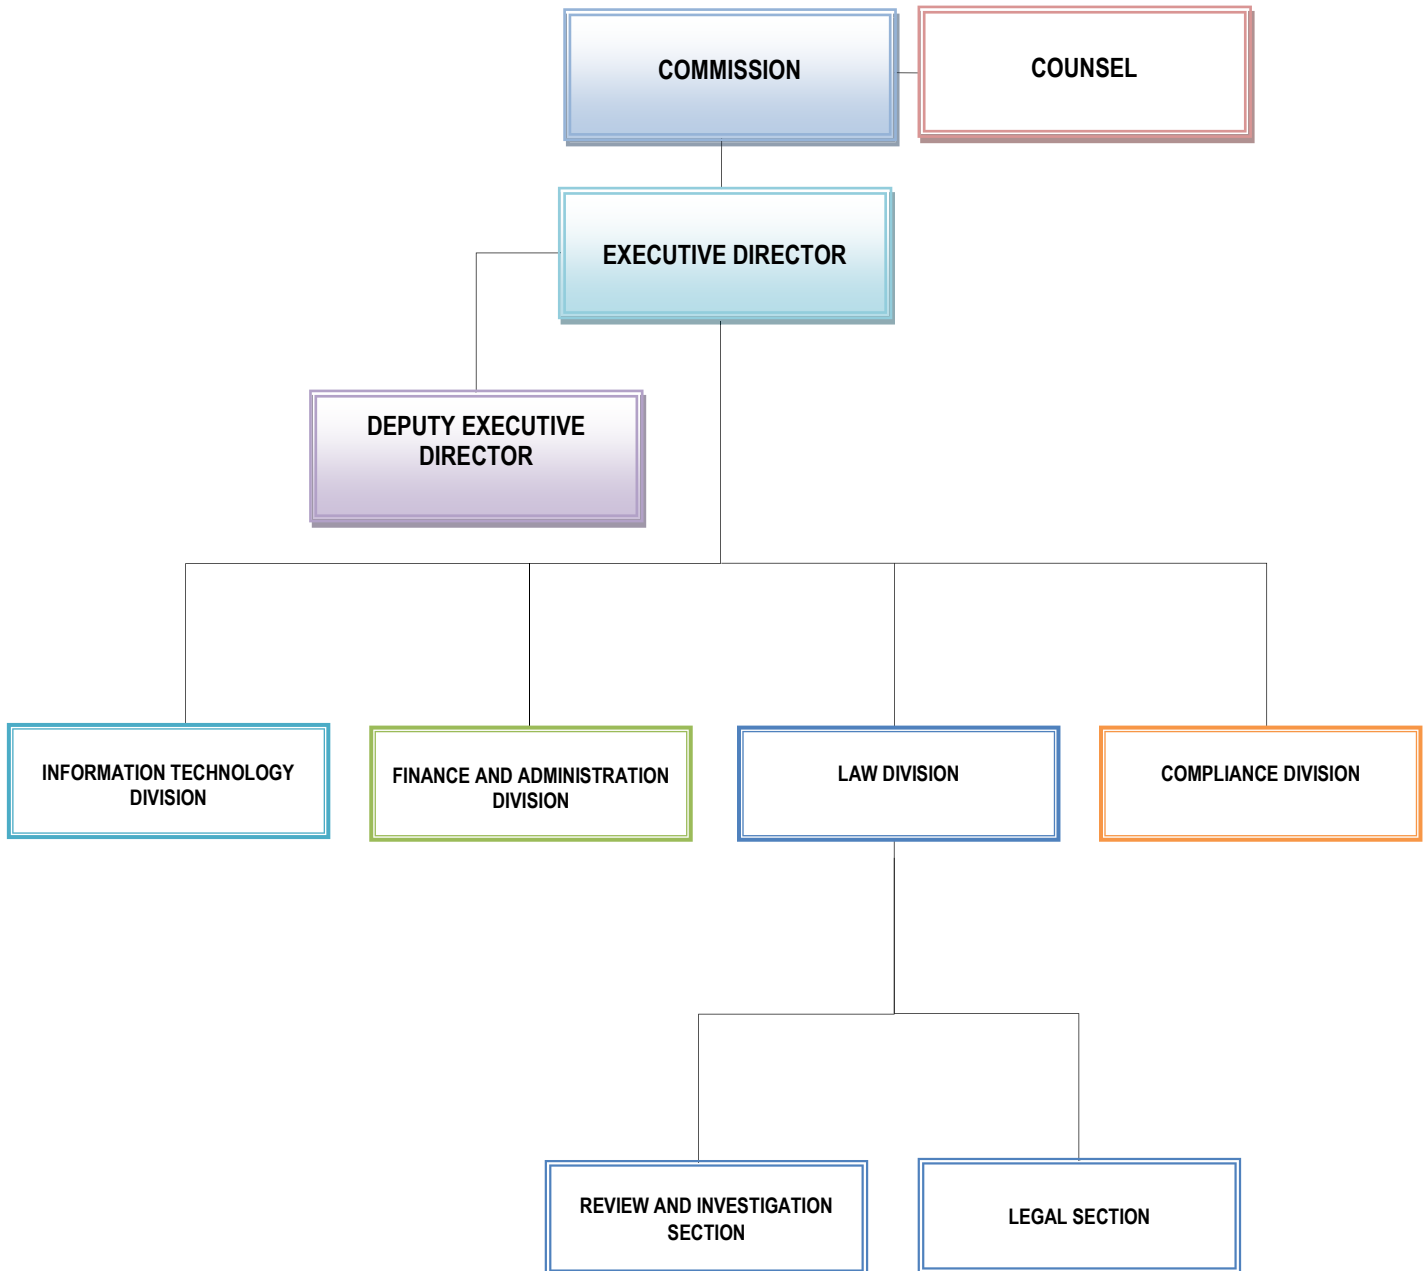 COMMISSION
COUNSEL
EXECUTIVE DIRECTOR
DEPUTY EXECUTIVE
DIRECTOR
INFORMATION TECHNOLOGY
DIVISION
FINANCE AND ADMINISTRATION
DIVISION
LAW DIVISION
COMPLIANCE DIVISION
REVIEW AND INVESTIGATION
SECTION
LEGAL SECTION